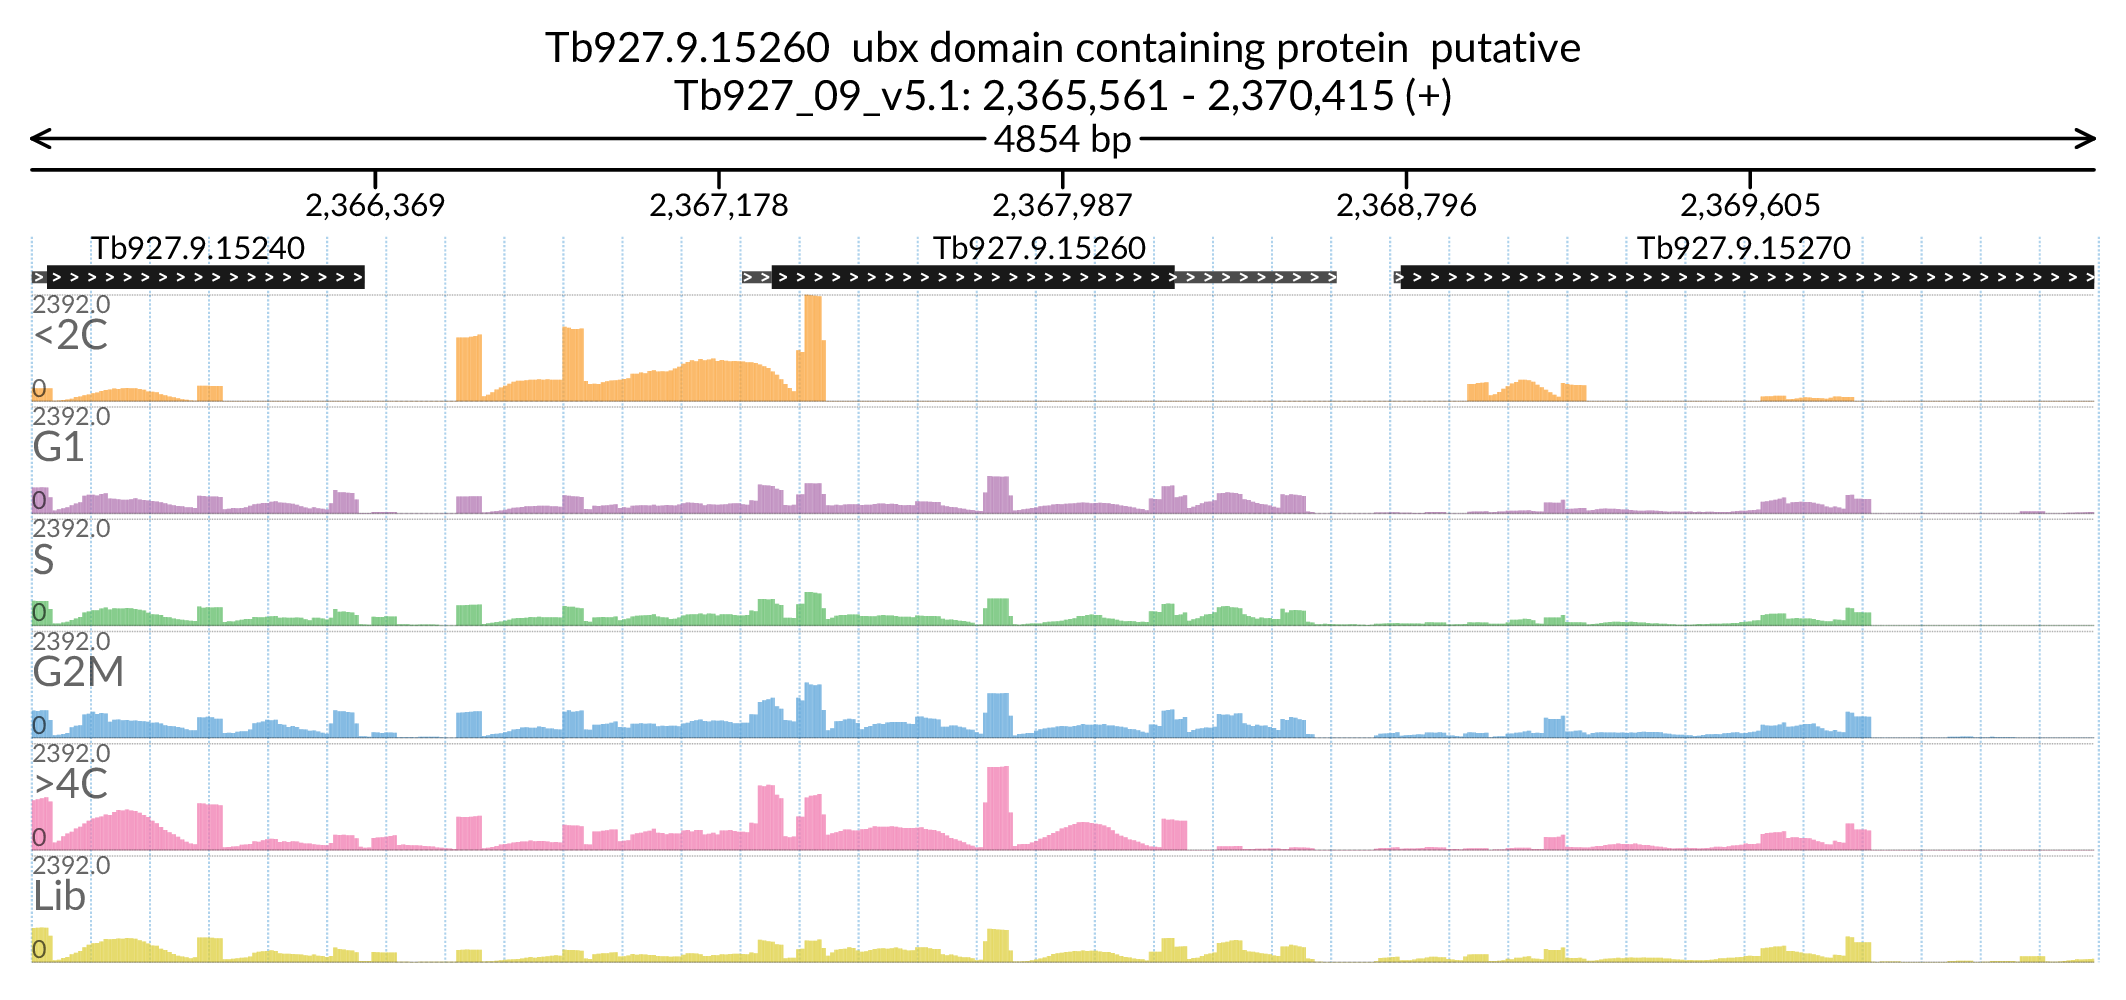 Tb927.9.15260  ubx domain containing protein  putative
Tb927_09_v5.1: 2,365,561 - 2,370,415 (+)
4854 bp
2,366,369 2,367,178 2,367,987 2,368,796 2,369,605
Tb927.9.15240 Tb927.9.15260 Tb927.9.15270
2392.0
<2C
0
2392.0
G1
0
2392.0
S
0
2392.0
G2M
0
2392.0
>4C
0
2392.0
Lib
0